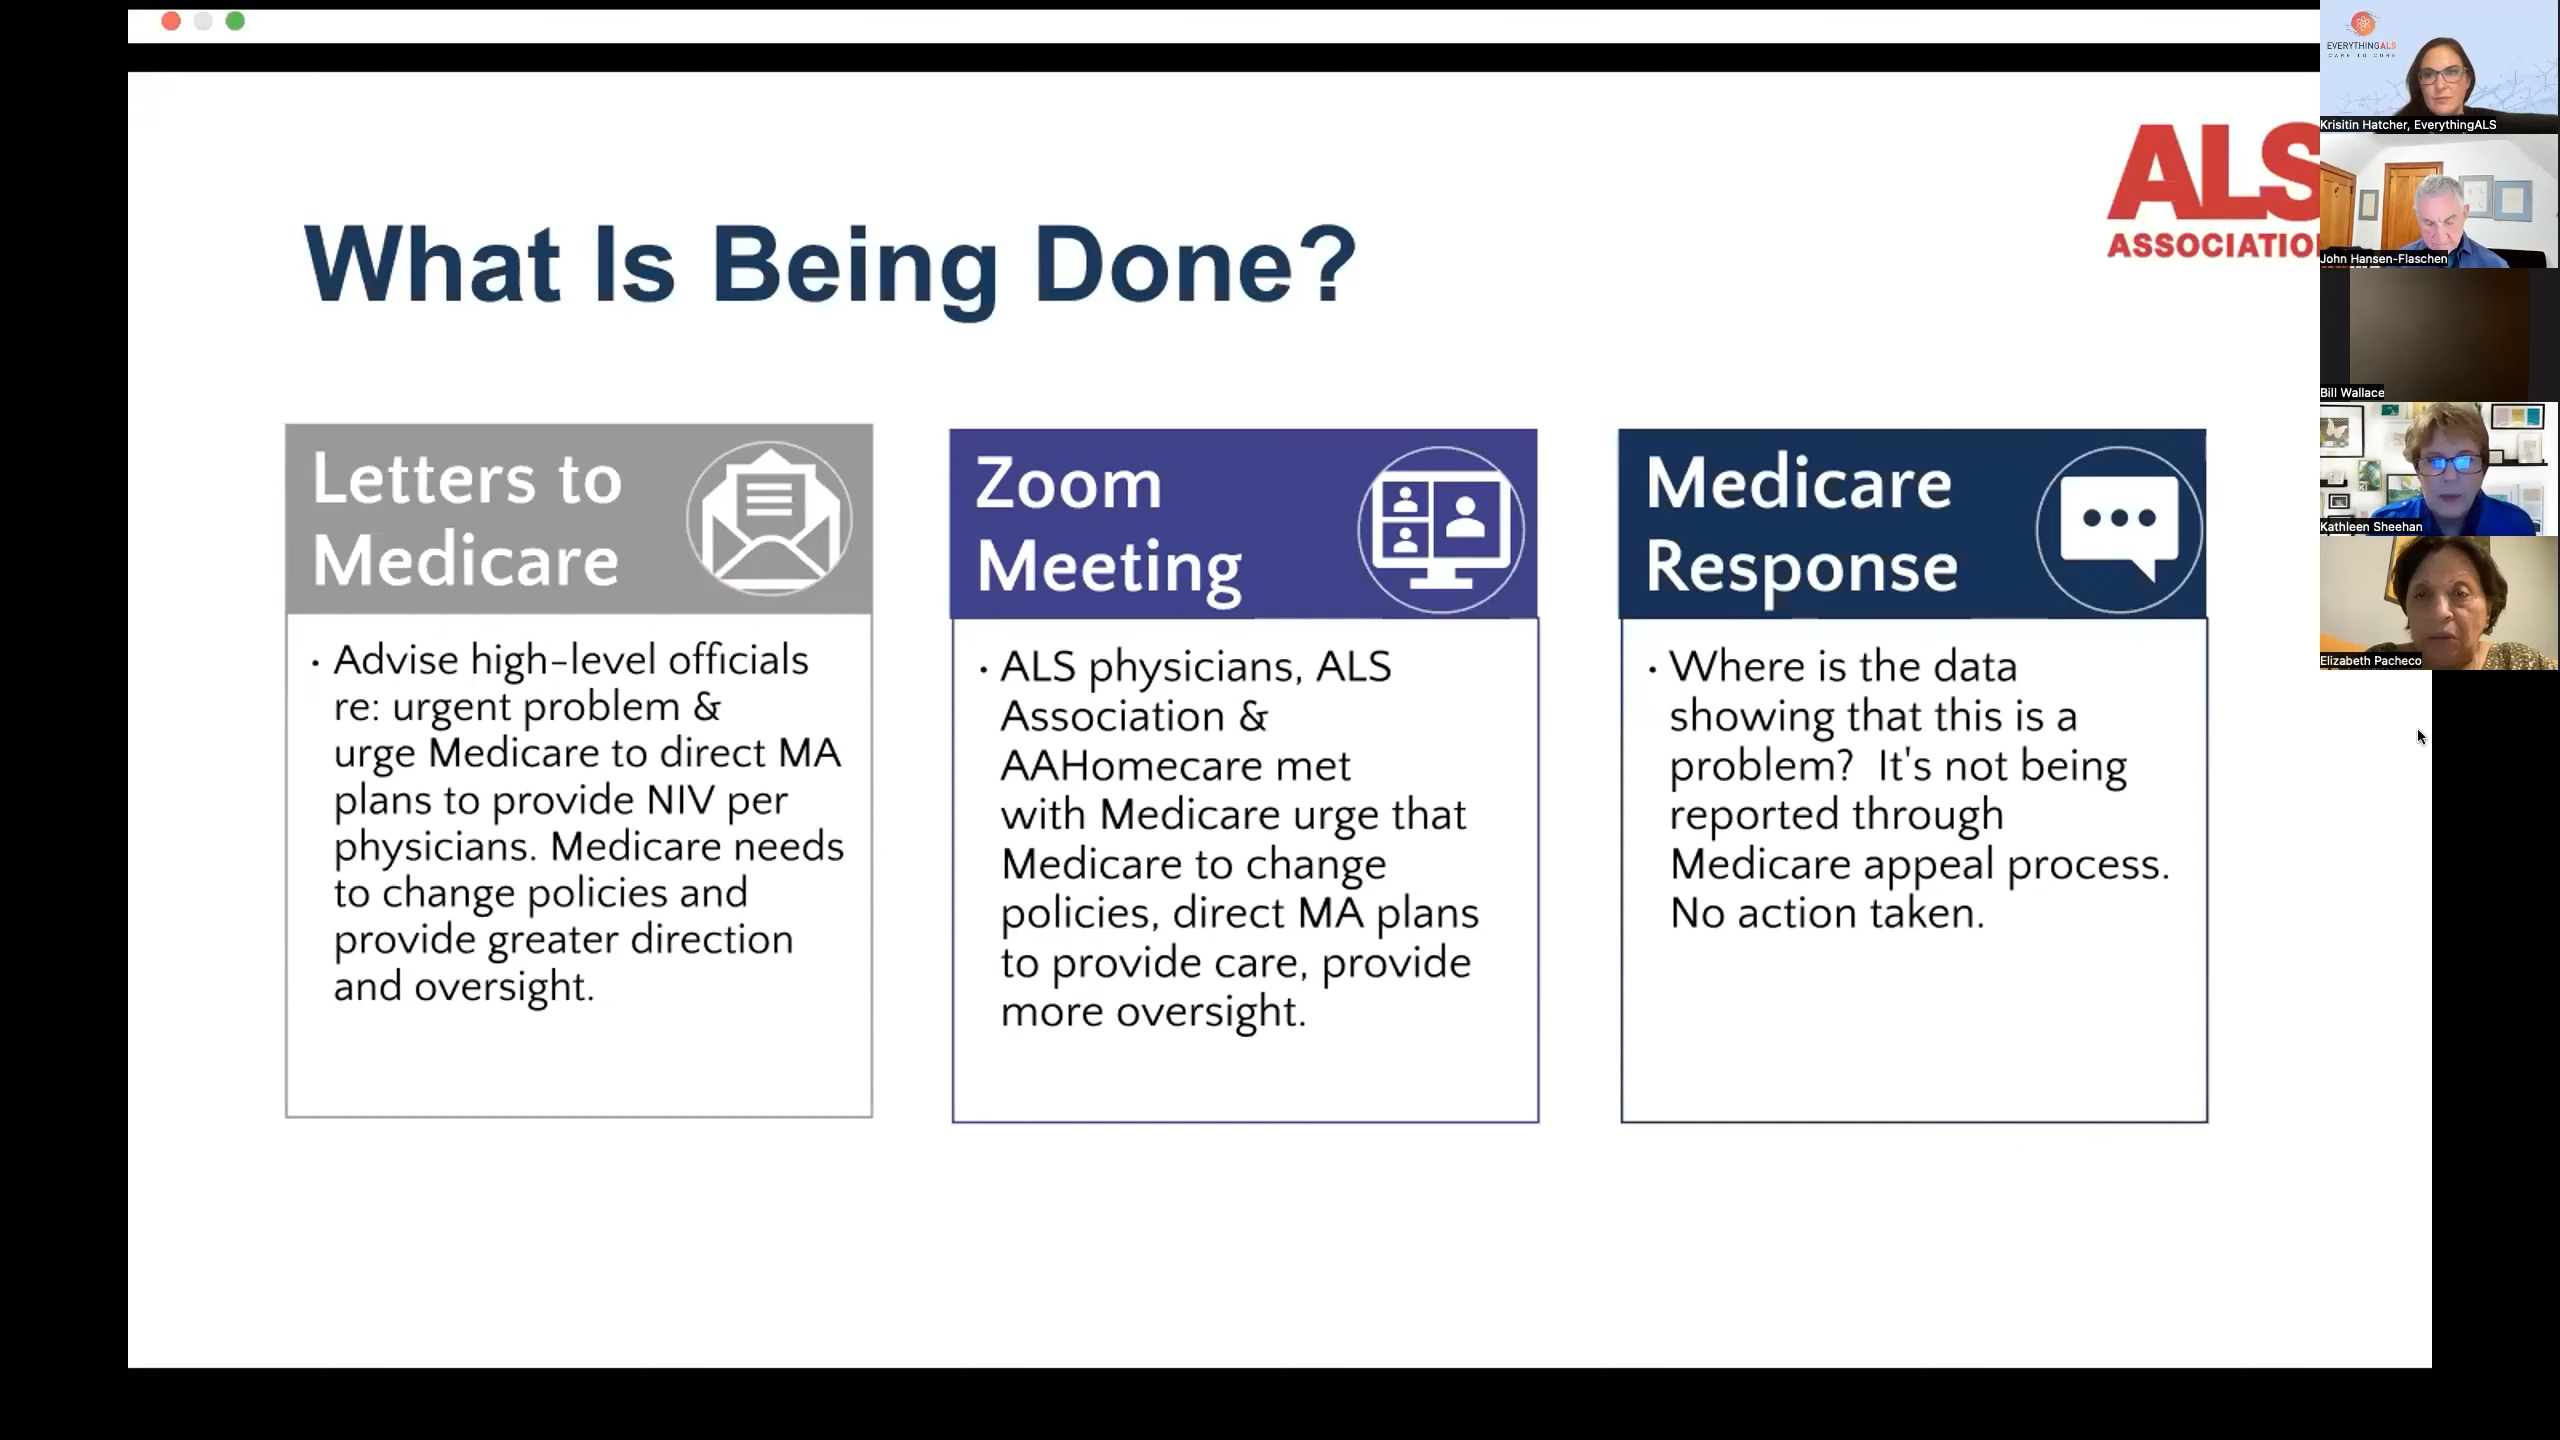 What Is Being Done?
ALS
ASSOCIATIO
Letters to
Medicare
• Advise high-level officials
re: urgent problem &
urge Medicare to direct MA
plans to provide NIV per
physicians. Medicare needs
to change policies and
provide greater direction
and oversight.
Zoom
Meeting
• ALS physicians, ALS
Association &
AAHomecare met
with Medicare urge that
Medicare to change
policies, direct MA plans
to provide care, provide
more oversight.
Medicare
Response
• Where is the data
showing that this is a
problem?  It's not being
reported through
Medicare appeal process.
No action taken.
EVERYTHINGALS
CARE TO CURE
Krisitin Hatcher, EverythingALS
John Hansen-Flaschen
Bill Wallace
Kathleen Sheehan
Elizabeth Pacheco